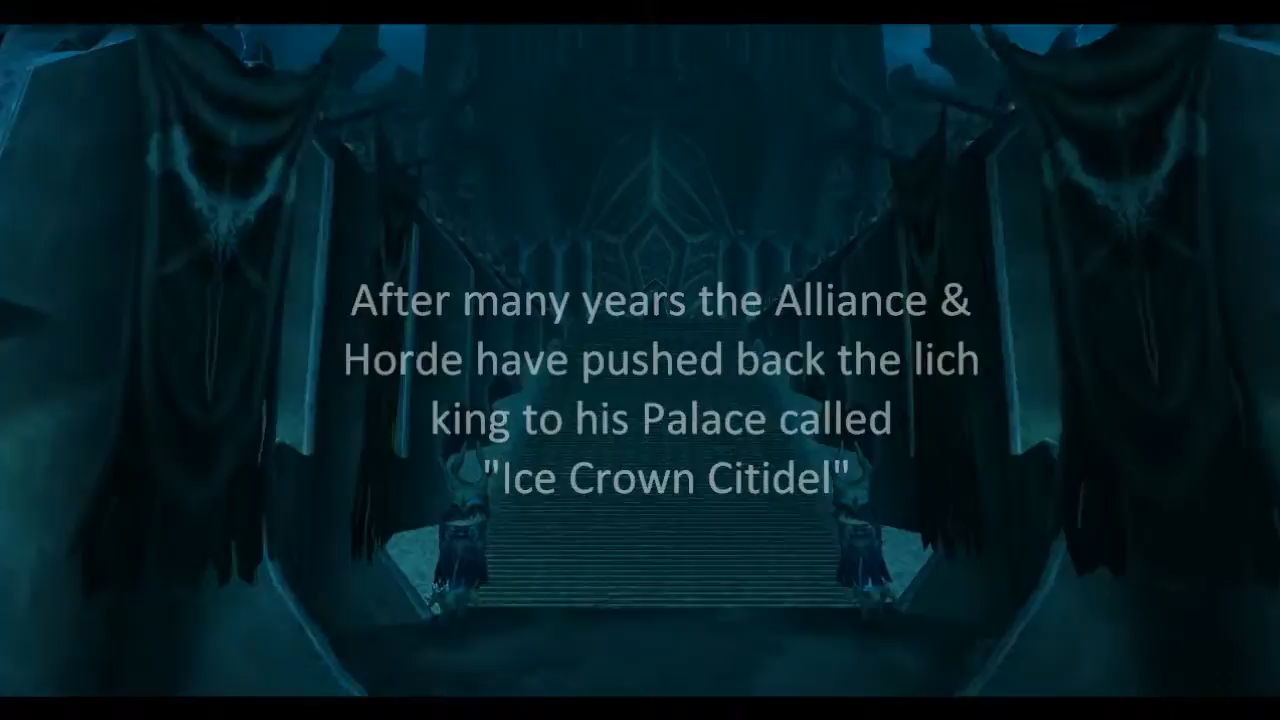 After many years the Alliance &
Horde have pushed back the lich
king to his Palace called
"Ice Crown Citidel"